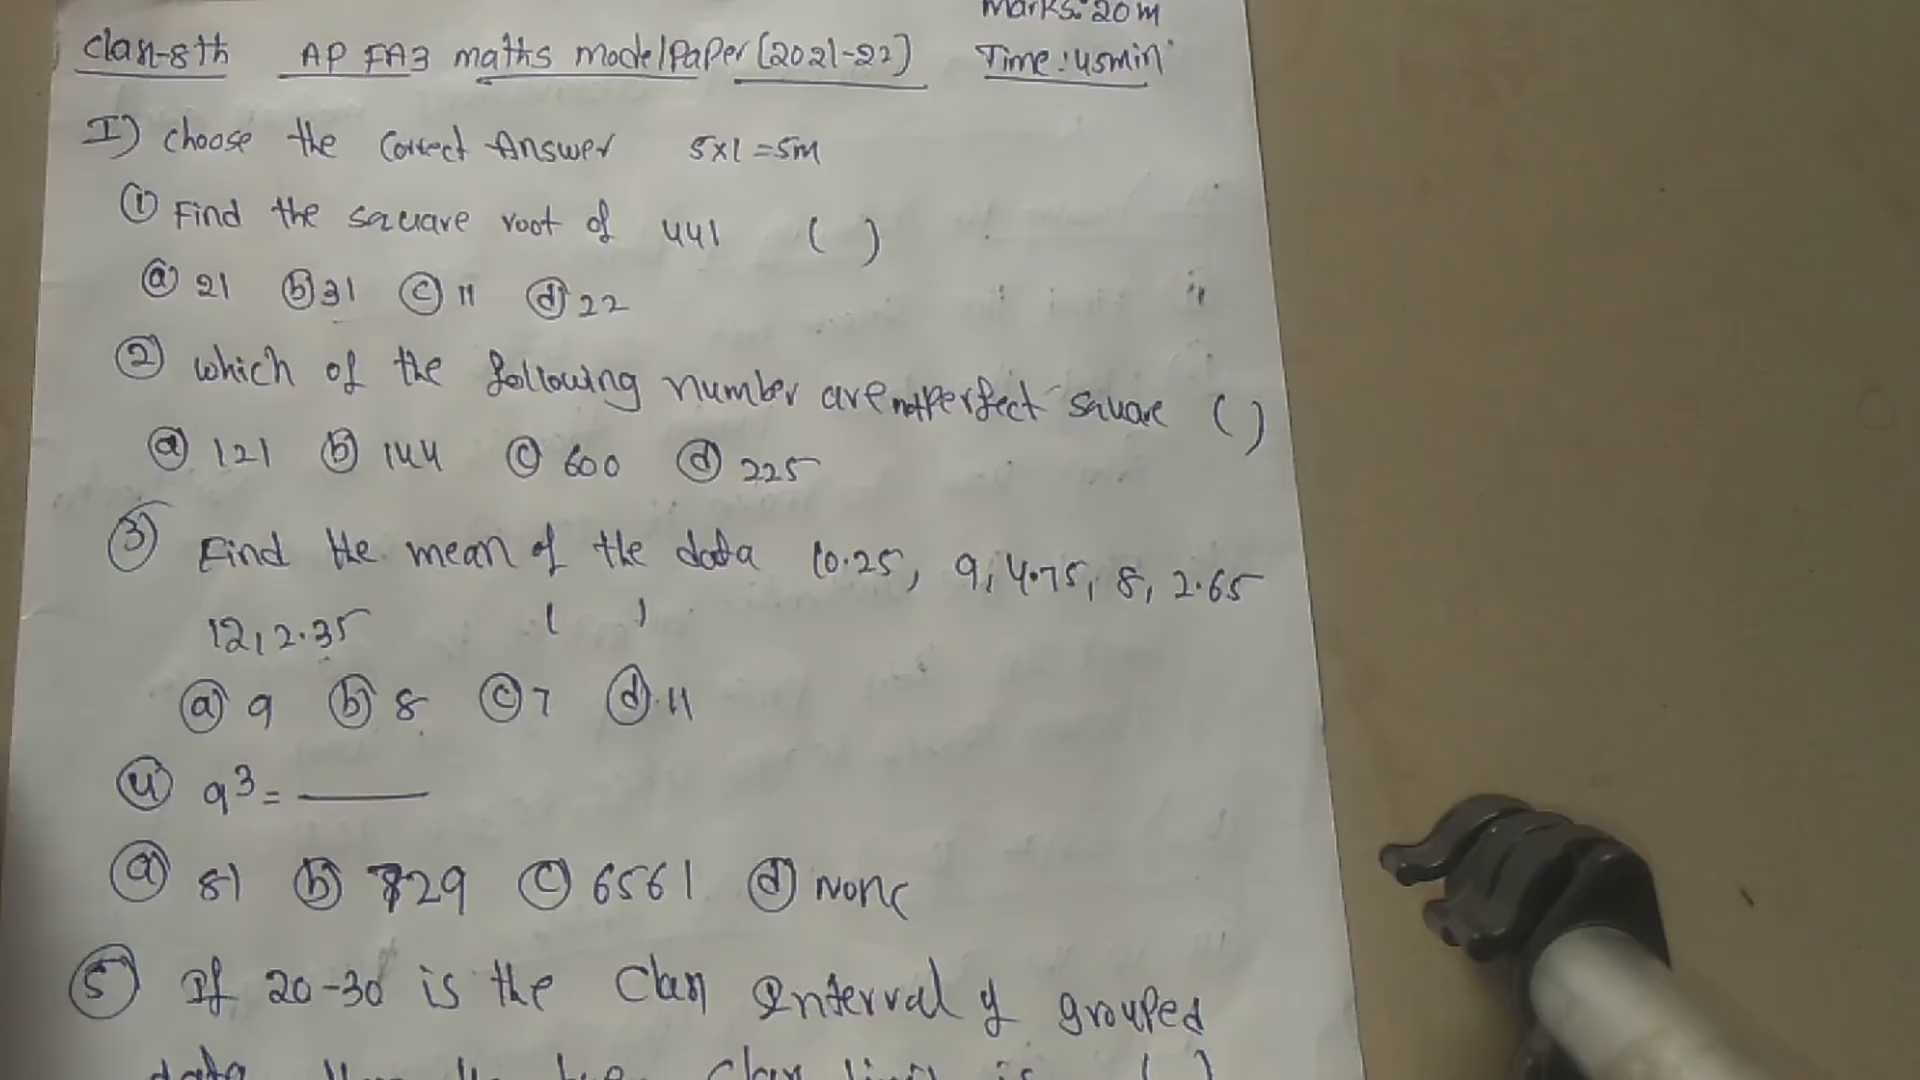 Marks: 20m
Class-8th AP FA3 maths model Paper (2021-22) Time: 45min
I) choose the Correct Answer 5x1=5m
① Find the square root of 441 ( )
ⓐ 21 ⓑ 31 ⓒ 11 ⓓ 22
② which of the following number are not Perfect square ( )
ⓐ 121 ⓑ 144 ⓒ 600 ⓓ 225
③ Find the mean of the data 10.25, 9, 4.75, 8, 2.65
12, 2.35 ( )
ⓐ 9 ⓑ 8 ⓒ 7 ⓓ 11
④ 9³ = ______
ⓐ 81 ⓑ 729 ⓒ 6561 ⓓ None
⑤ If 20-30 is the Class Interval of grouped
data class limit is ( )